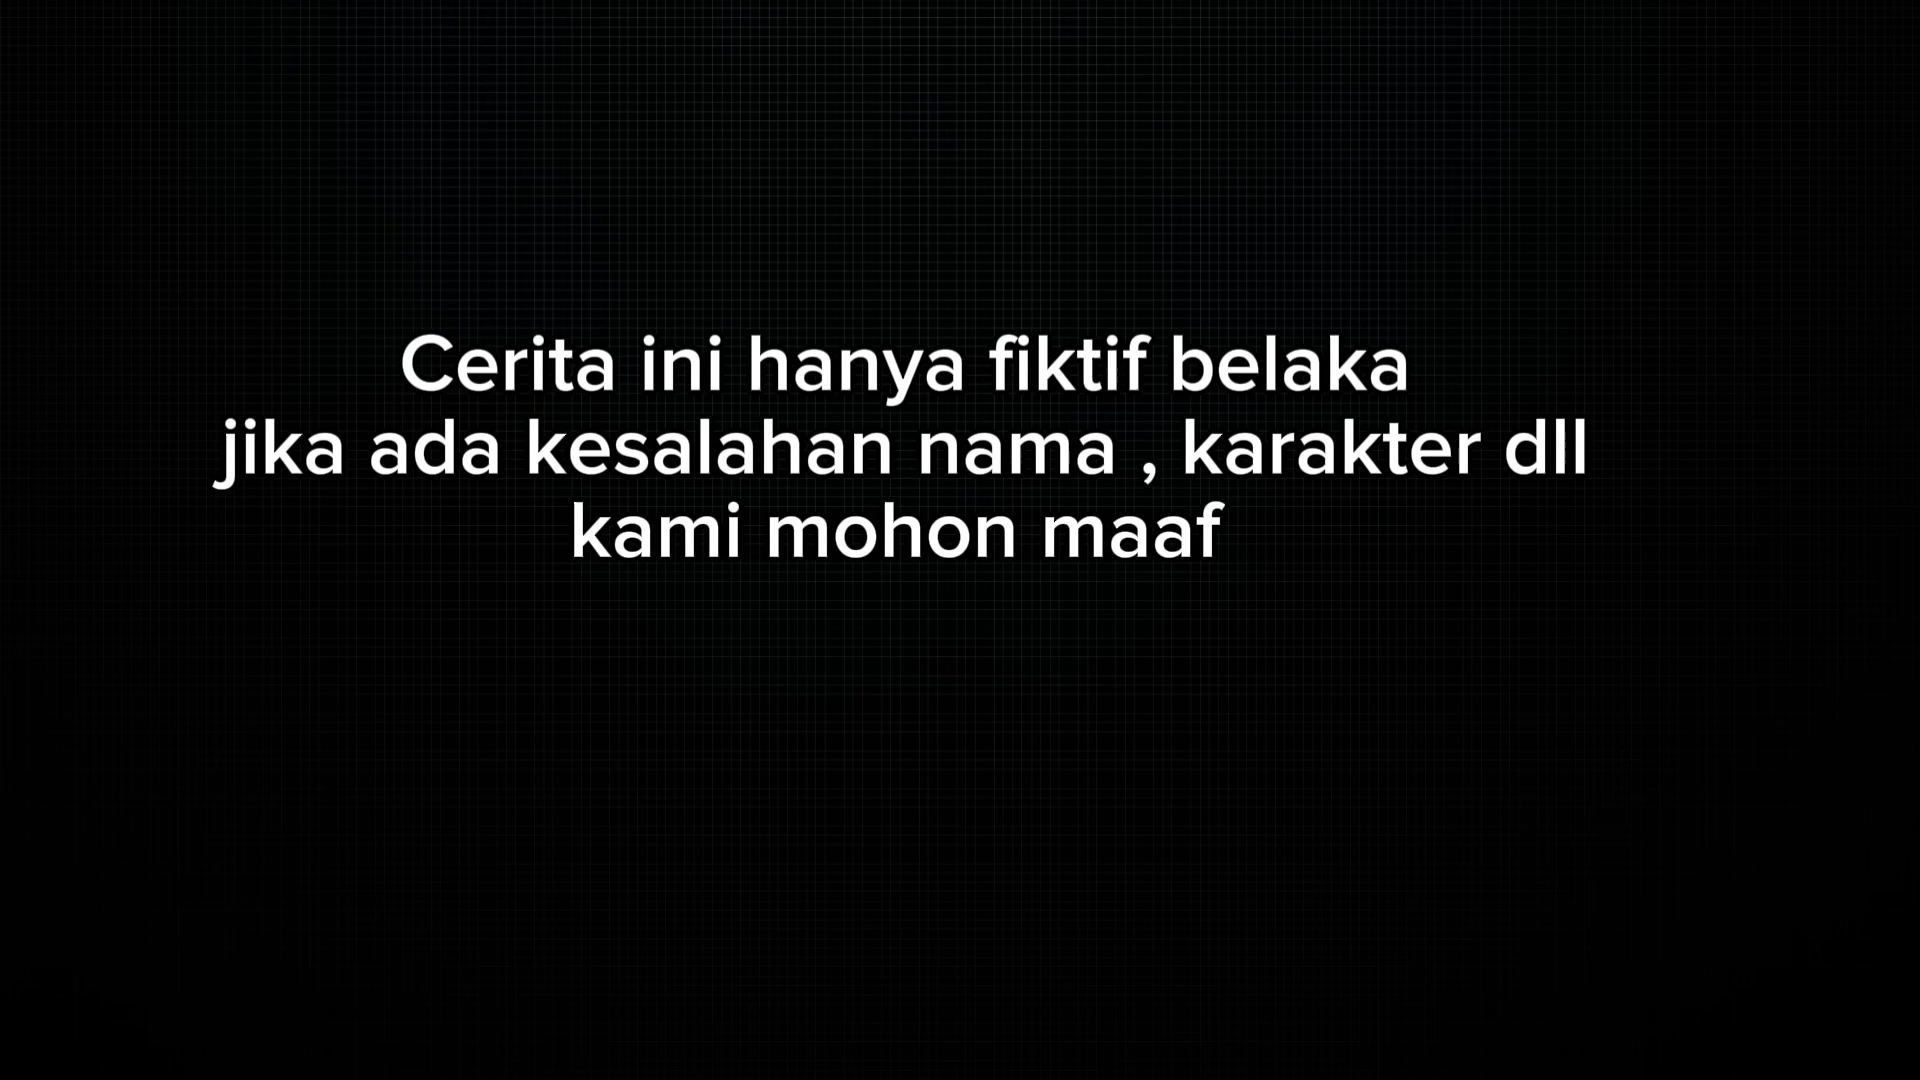 Cerita ini hanya fiktif belaka
jika ada kesalahan nama , karakter dll
kami mohon maaf